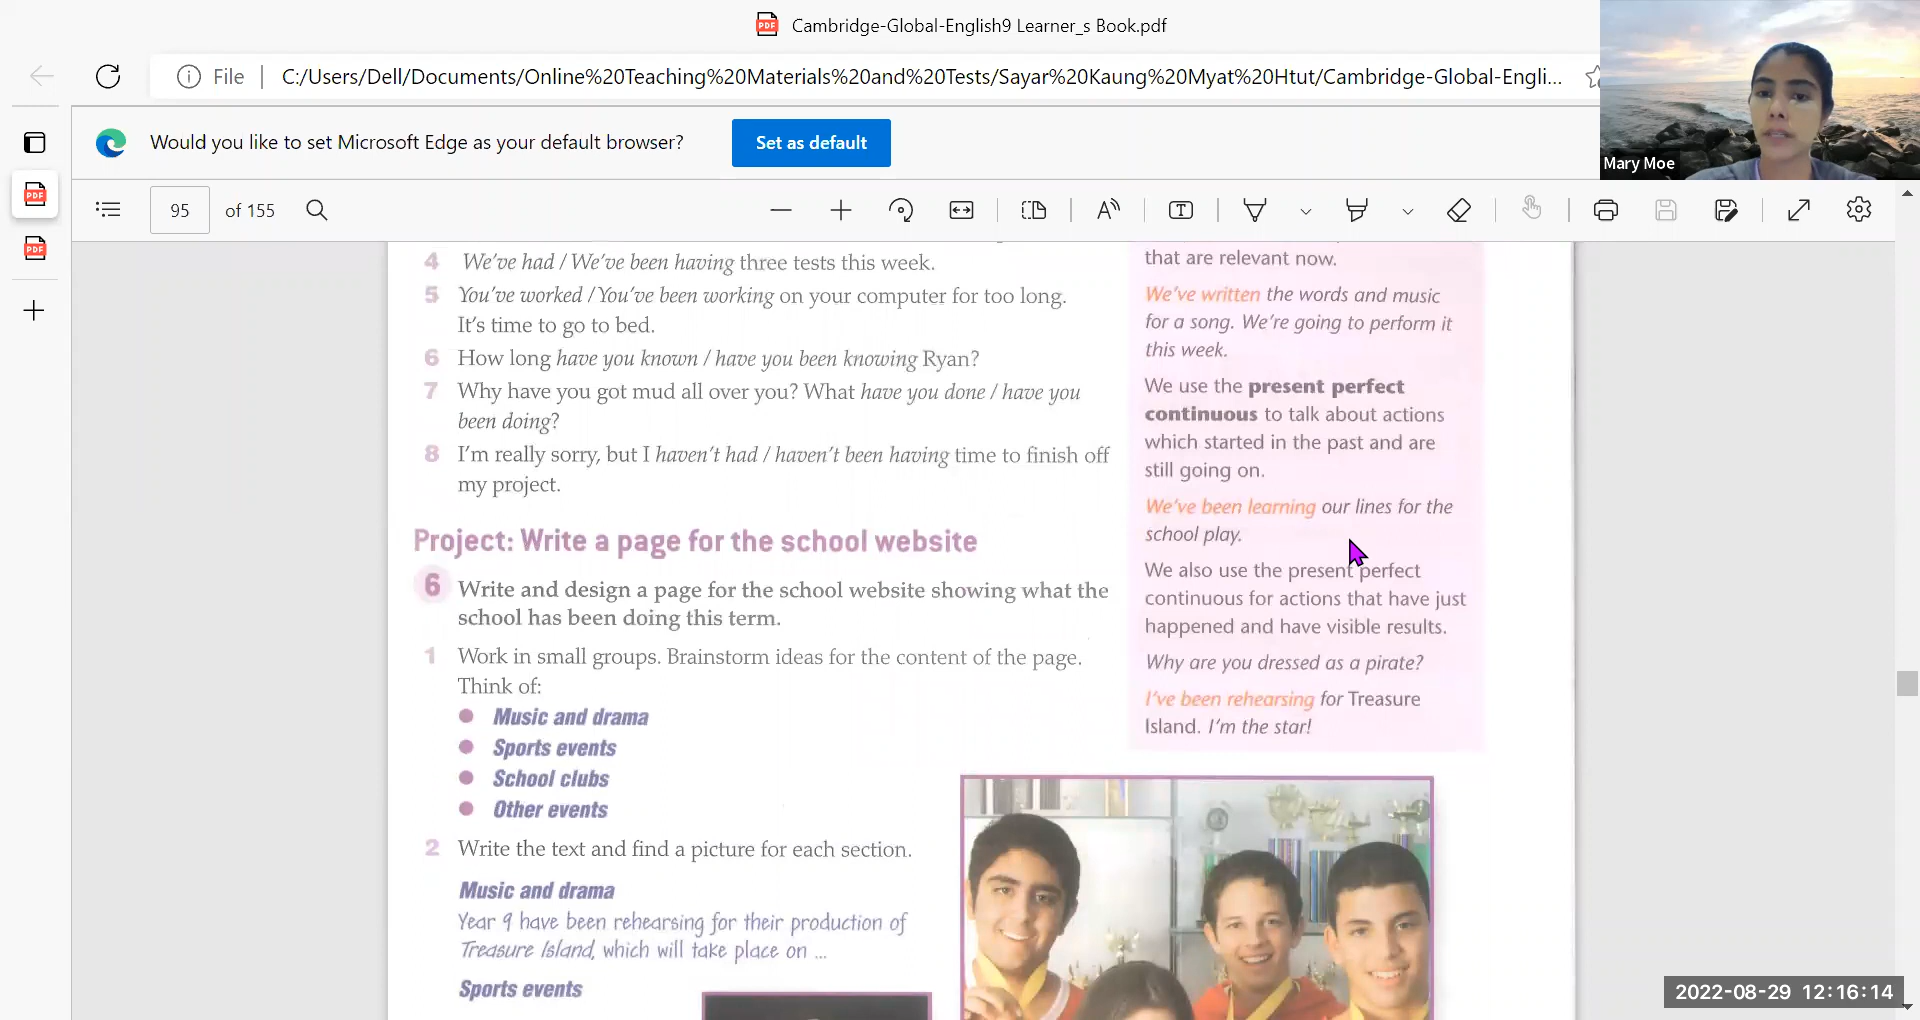 Cambridge-Global-English9 Learner_s Book.pdf
File
C:/Users/Dell/Documents/Online%20Teaching%20Materials%20and%20Tests/Sayar%20Kaung%20Myat%20Htut/Cambridge-Global-Engli...
Would you like to set Microsoft Edge as your default browser?
Set as default
Mary Moe
95
of 155
4 We've had / We've been having three tests this week.
5 You've worked / You've been working on your computer for too long.
It's time to go to bed.
6 How long have you known / have you been knowing Ryan?
7 Why have you got mud all over you? What have you done / have you
been doing?
8 I'm really sorry, but I haven't had / haven't been having time to finish off
my project.
Project: Write a page for the school website
6 Write and design a page for the school website showing what the
school has been doing this term.
1 Work in small groups. Brainstorm ideas for the content of the page.
Think of:
● Music and drama
● Sports events
● School clubs
● Other events
2 Write the text and find a picture for each section.
Music and drama
Year 9 have been rehearsing for their production of
Treasure Island, which will take place on ...
Sports events
that are relevant now.
We've written the words and music
for a song. We're going to perform it
this week.
We use the present perfect
continuous to talk about actions
which started in the past and are
still going on.
We've been learning our lines for the
school play.
We also use the present perfect
continuous for actions that have just
happened and have visible results.
Why are you dressed as a pirate?
I've been rehearsing for Treasure
Island. I'm the star!
2022-08-29 12:16:14